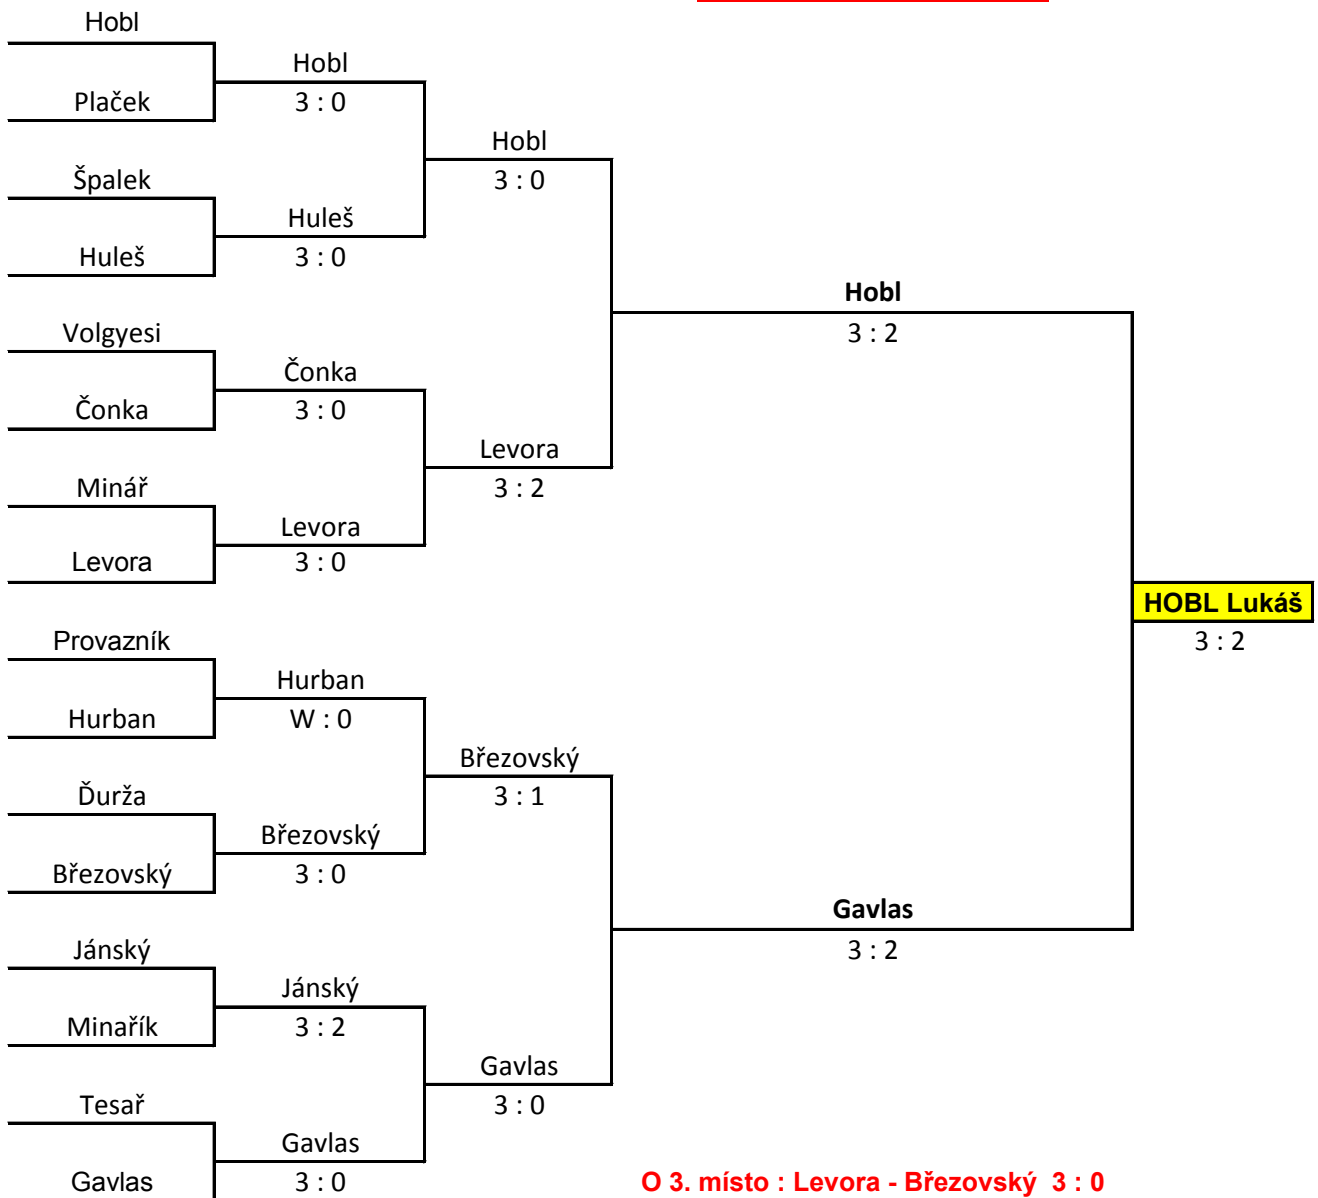 Hobl
Hobl
Plaček
3 : 0
Hobl
Špalek
3 : 0
Huleš
Huleš
3 : 0
Hobl
Volgyesi
3 : 2
Čonka
Čonka
3 : 0
Levora
Minář
3 : 2
Levora
Levora
3 : 0
HOBL Lukáš
Provazník
3 : 2
Hurban
Hurban
W : 0
Březovský
Ďurža
3 : 1
Březovský
Březovský
3 : 0
Gavlas
Jánský
3 : 2
Jánský
Minařík
3 : 2
Gavlas
Tesař
3 : 0
Gavlas
Gavlas
3 : 0
O 3. místo : Levora - Březovský 3 : 0